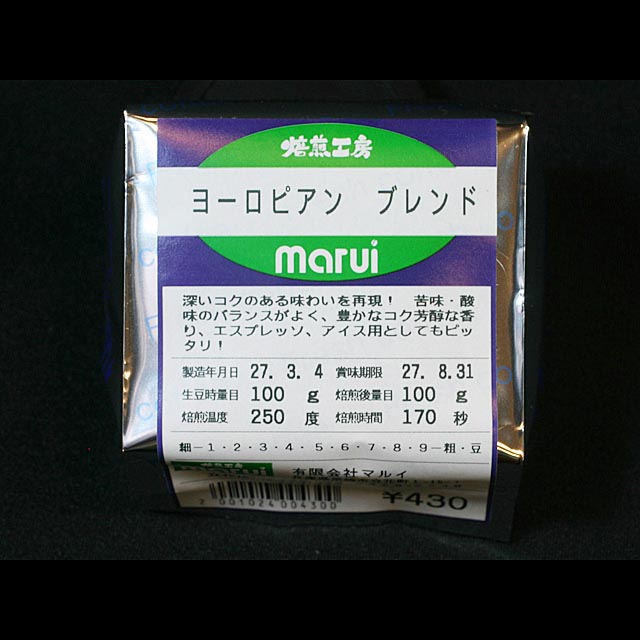 焙煎工房
ヨーロピアン ブレンド
marui
深いコクのある味わいを再現! 苦味・酸
味のバランスがよく、豊かなコク芳醇な香
り、エスプレッソ、アイス用としてもピッ
タリ!
製造年月日 27. 3. 4 賞味期限 27. 8.31
生豆時量目 100 g 焙煎後量目 100 g
焙煎温度 250 度 焙煎時間 170 秒
細-1・2・3・4・5・6・7・8・9-粗・豆
marui 有限会社マルイ
2 001024 004300
¥430